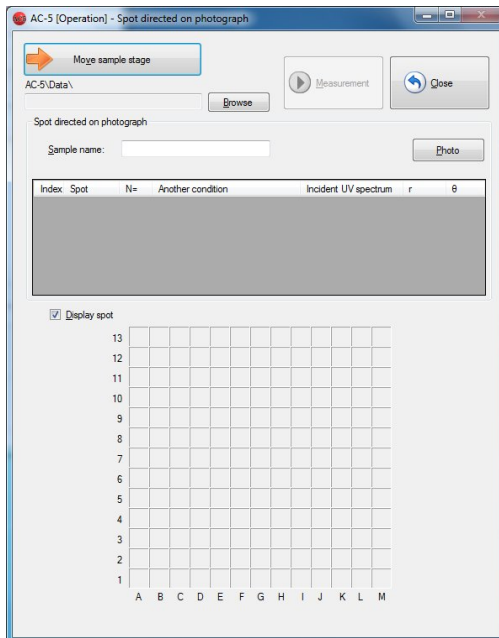 AC-5 [Operation] - Spot directed on photograph
Move sample stage
Measurement
Close
AC-5\Data\
Browse
Spot directed on photograph
Sample name:
Photo
Index Spot N= Another condition Incident UV spectrum r θ
Display spot
13
12
11
10
9
8
7
6
5
4
3
2
1
A B C D E F G H I J K L M